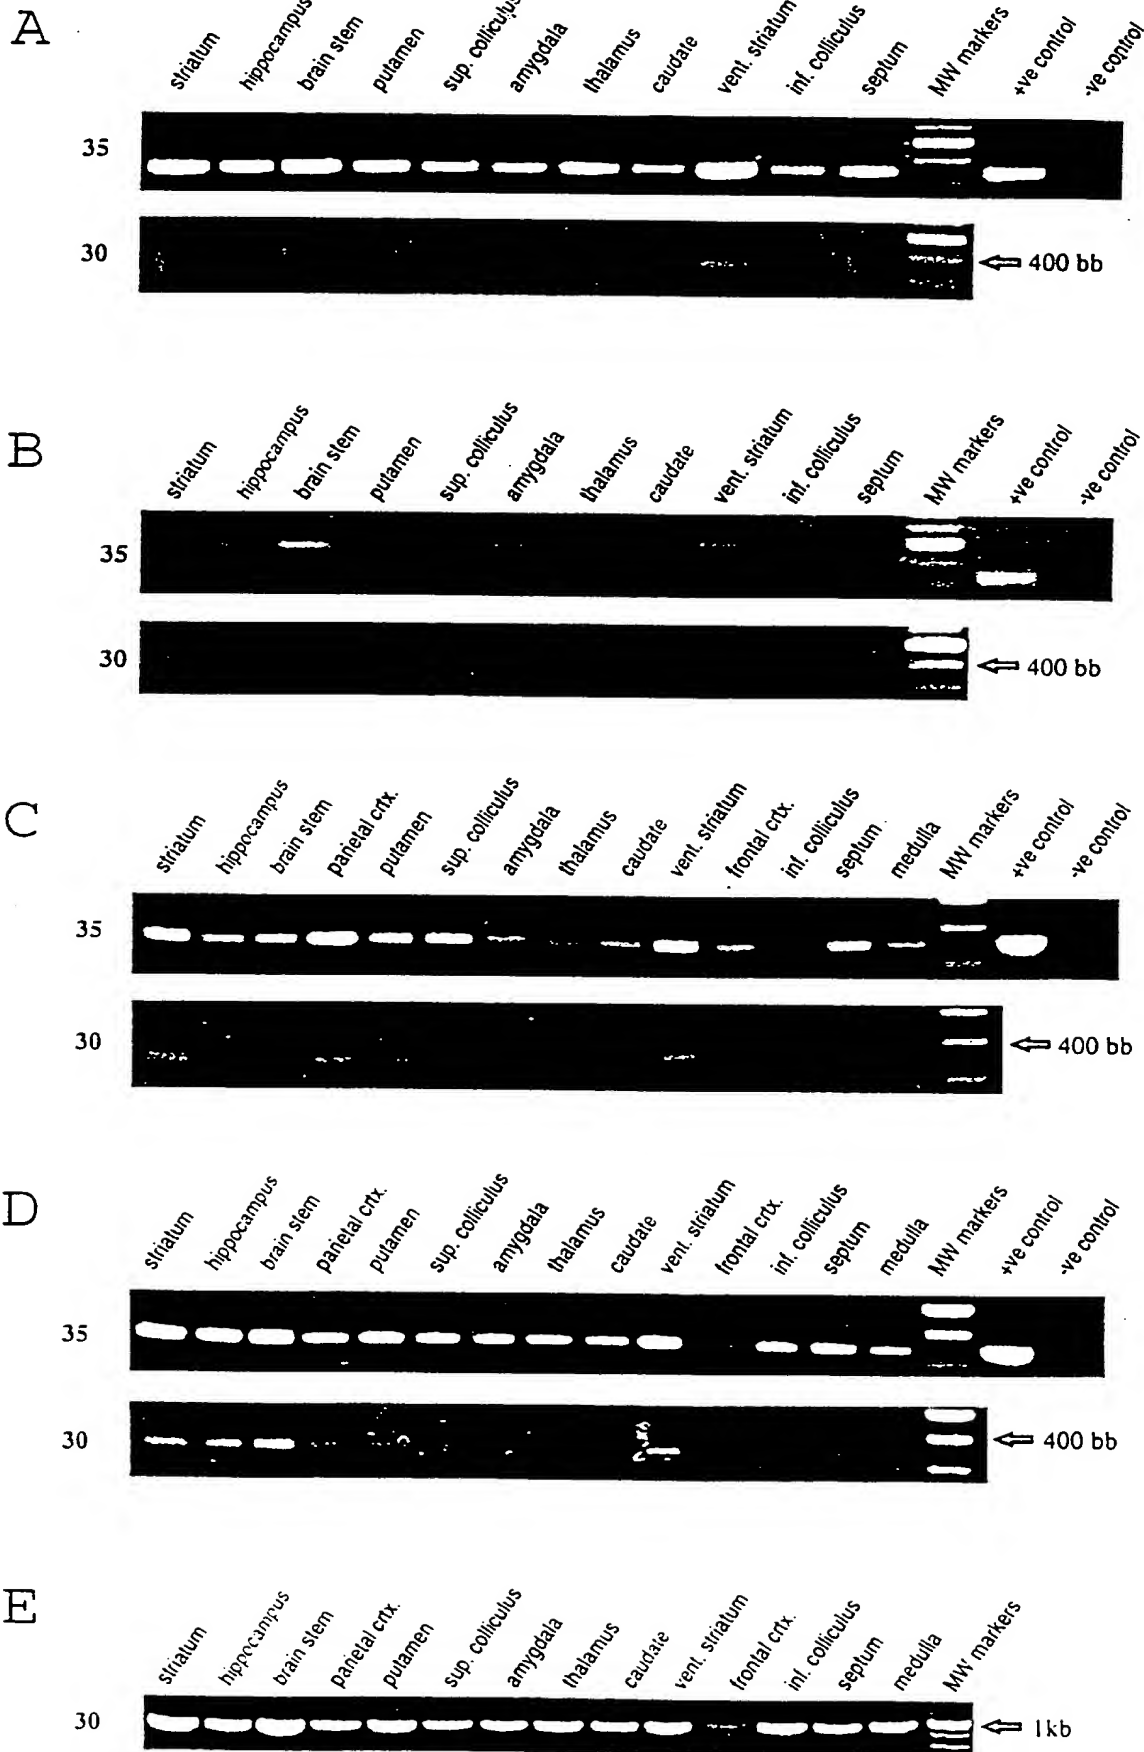 A
striatum hippocampus brain stem putamen sup. colliculus amygdala thalamus caudate vent. striatum inf. colliculus septum MW markers +ve control -ve control
35
30
400 bb
B
striatum hippocampus brain stem putamen sup. colliculus amygdala thalamus caudate vent. striatum inf. colliculus septum MW markers +ve control -ve control
35
30
400 bb
C
striatum hippocampus brain stem parietal crtx. putamen sup. colliculus amygdala thalamus caudate vent. striatum frontal crtx. inf. colliculus septum medulla MW markers +ve control -ve control
35
30
400 bb
D
striatum hippocampus brain stem parietal crtx. putamen sup. colliculus amygdala thalamus caudate vent. striatum frontal crtx. inf. colliculus septum medulla MW markers +ve control -ve control
35
30
400 bb
E
striatum hippocampus brain stem parietal crtx. putamen sup. colliculus amygdala thalamus caudate vent. striatum frontal crtx. inf. colliculus septum medulla MW markers
30
1kb